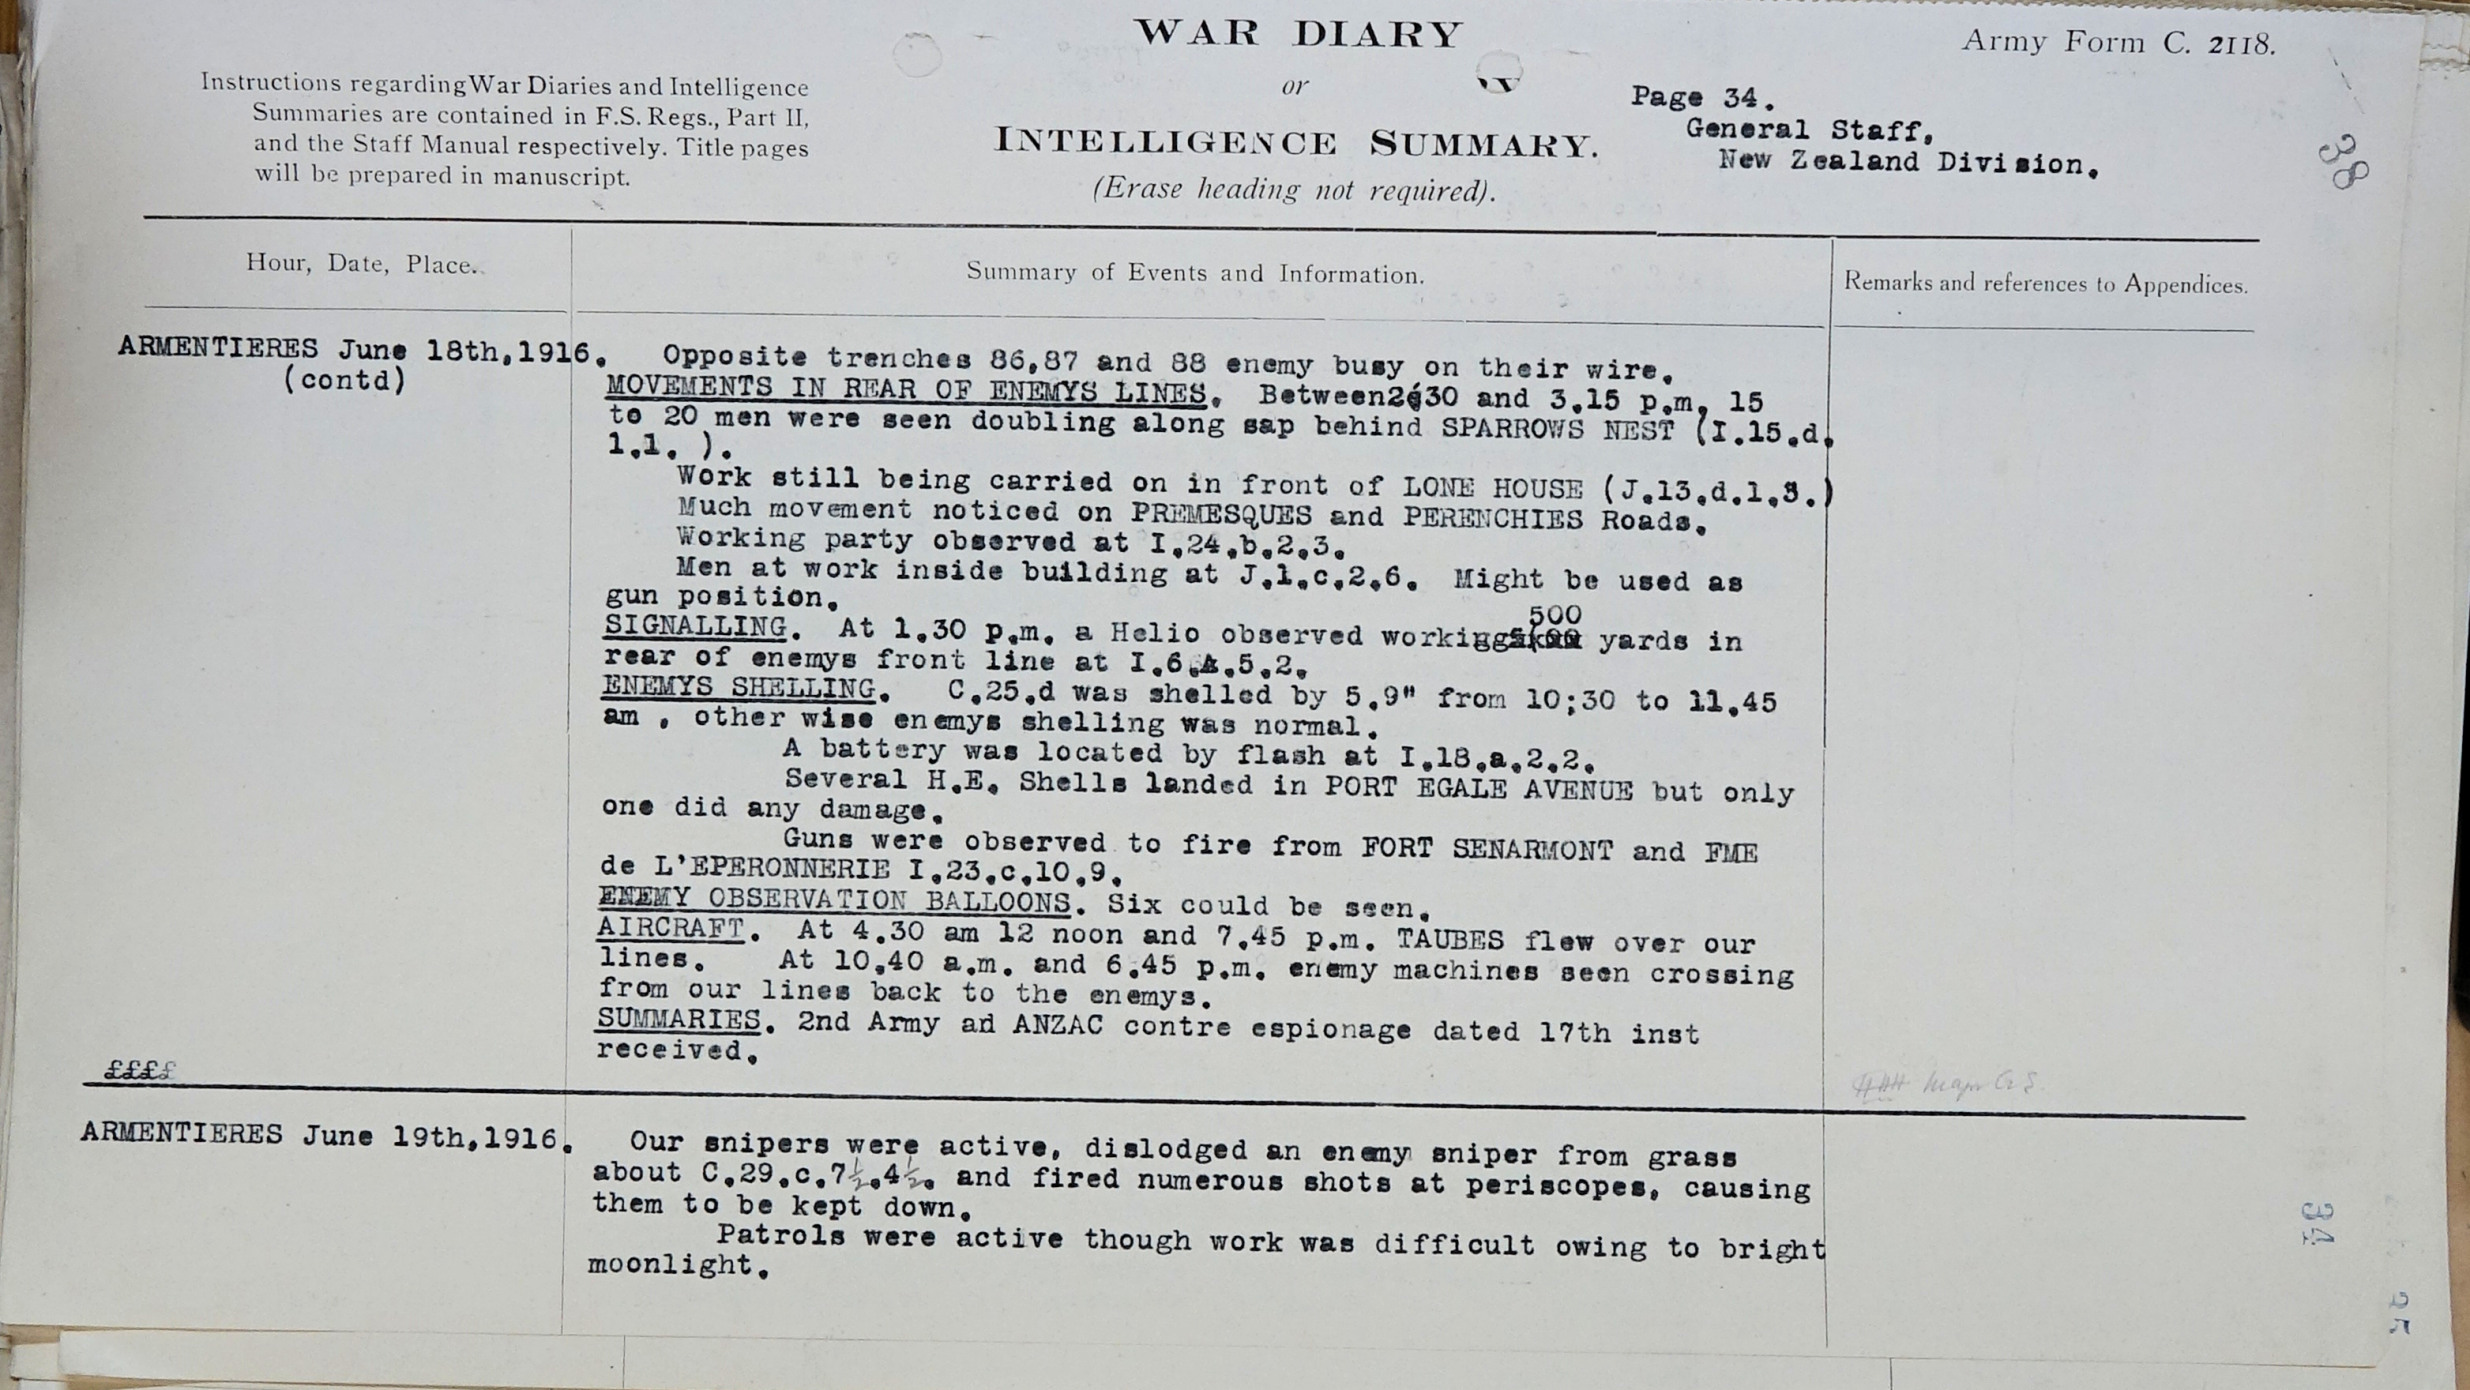 WAR DIARY
or
INTELLIGENCE SUMMARY.
(Erase heading not required).
Army Form C. 2118.
Instructions regarding War Diaries and Intelligence
Summaries are contained in F.S. Regs., Part II,
and the Staff Manual respectively. Title pages
will be prepared in manuscript.
Page 34.
General Staff,
New Zealand Division.
38
Hour, Date, Place.
Summary of Events and Information.
Remarks and references to Appendices.
ARMENTIERES June 18th,1916.
(contd)
Opposite trenches 86,87 and 88 enemy busy on their wire.
MOVEMENTS IN REAR OF ENEMYS LINES. Between 2.30 and 3.15 p.m. 15
to 20 men were seen doubling along sap behind SPARROWS NEST (I.15.d.
1.1. ).
Work still being carried on in front of LONE HOUSE (J.13.d.1.3.)
Much movement noticed on PREMESQUES and PERENCHIES Roads.
Working party observed at I.24.b.2.3.
Men at work inside building at J.1.c.2.6. Might be used as
gun position.
SIGNALLING. At 1.30 p.m. a Helio observed working 500 yards in
rear of enemys front line at I.6. .5.2.
ENEMYS SHELLING. C.25.d was shelled by 5.9" from 10;30 to 11.45
am . other wise enemys shelling was normal.
A battery was located by flash at I.18.a.2.2.
Several H.E. Shells landed in PORT EGALE AVENUE but only
one did any damage.
Guns were observed to fire from FORT SENARMONT and FME
de L'EPERONNERIE I.23.c.10.9.
ENEMY OBSERVATION BALLOONS. Six could be seen.
AIRCRAFT. At 4.30 am 12 noon and 7.45 p.m. TAUBES flew over our
lines. At 10.40 a.m. and 6.45 p.m. enemy machines seen crossing
from our lines back to the enemys.
SUMMARIES. 2nd Army ad ANZAC contre espionage dated 17th inst
received.
££££
Major G.S.
ARMENTIERES June 19th,1916.
Our snipers were active, dislodged an enemy sniper from grass
about C.29.c.7½.4½. and fired numerous shots at periscopes, causing
them to be kept down.
Patrols were active though work was difficult owing to bright
moonlight.
34